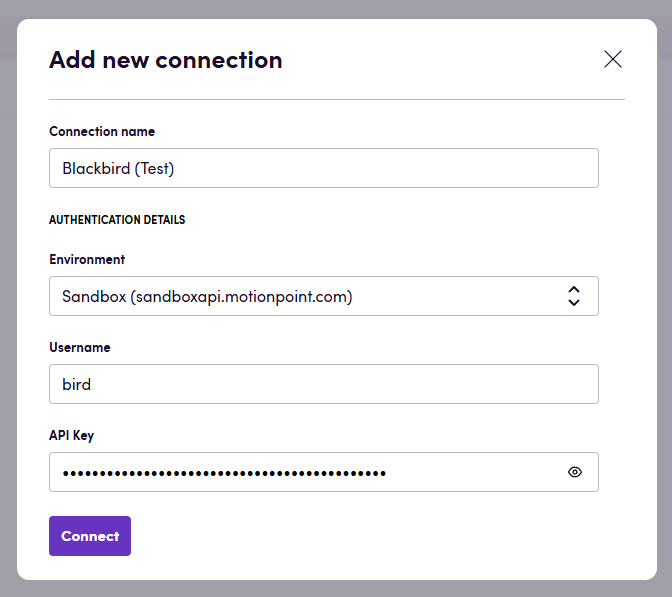 Add new connection
Connection name
Blackbird (Test)
AUTHENTICATION DETAILS
Environment
Sandbox (sandboxapi.motionpoint.com)
Username
bird
API Key
••••••••••••••••••••••••••••••••••••••••••••
Connect